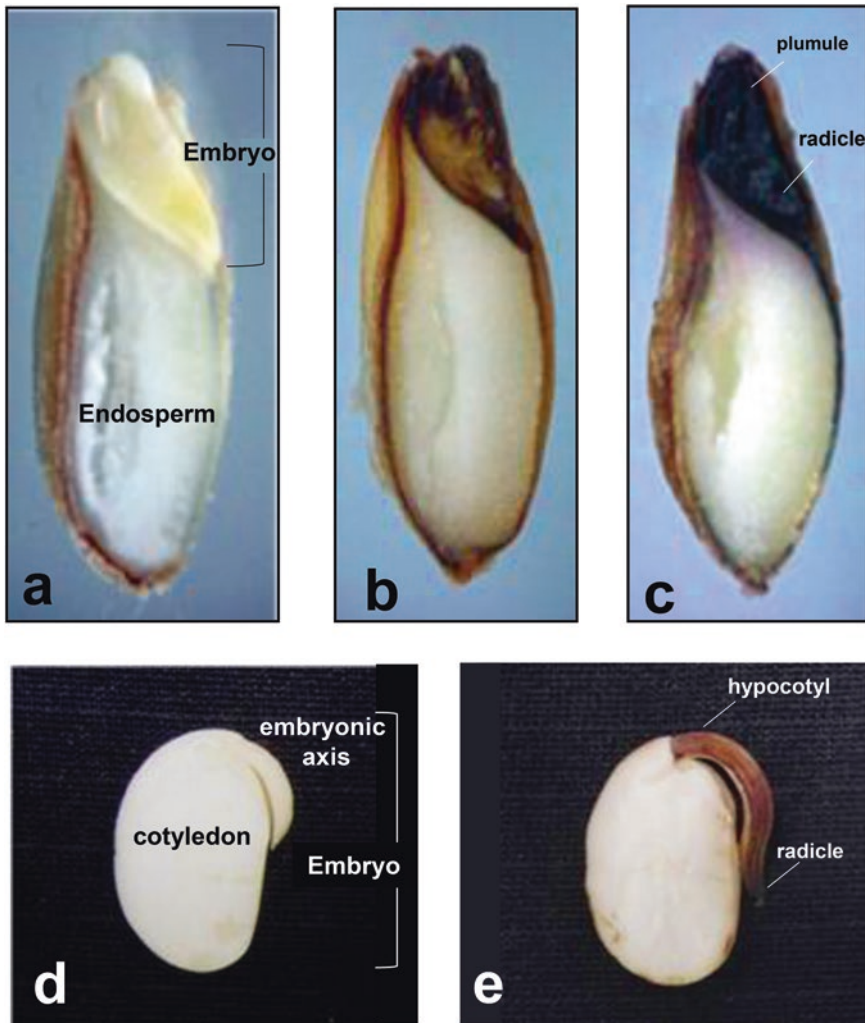 Embryo
Endosperm
a
b
plumule
radicle
c
embryonic
axis
cotyledon
Embryo
d
hypocotyl
radicle
e